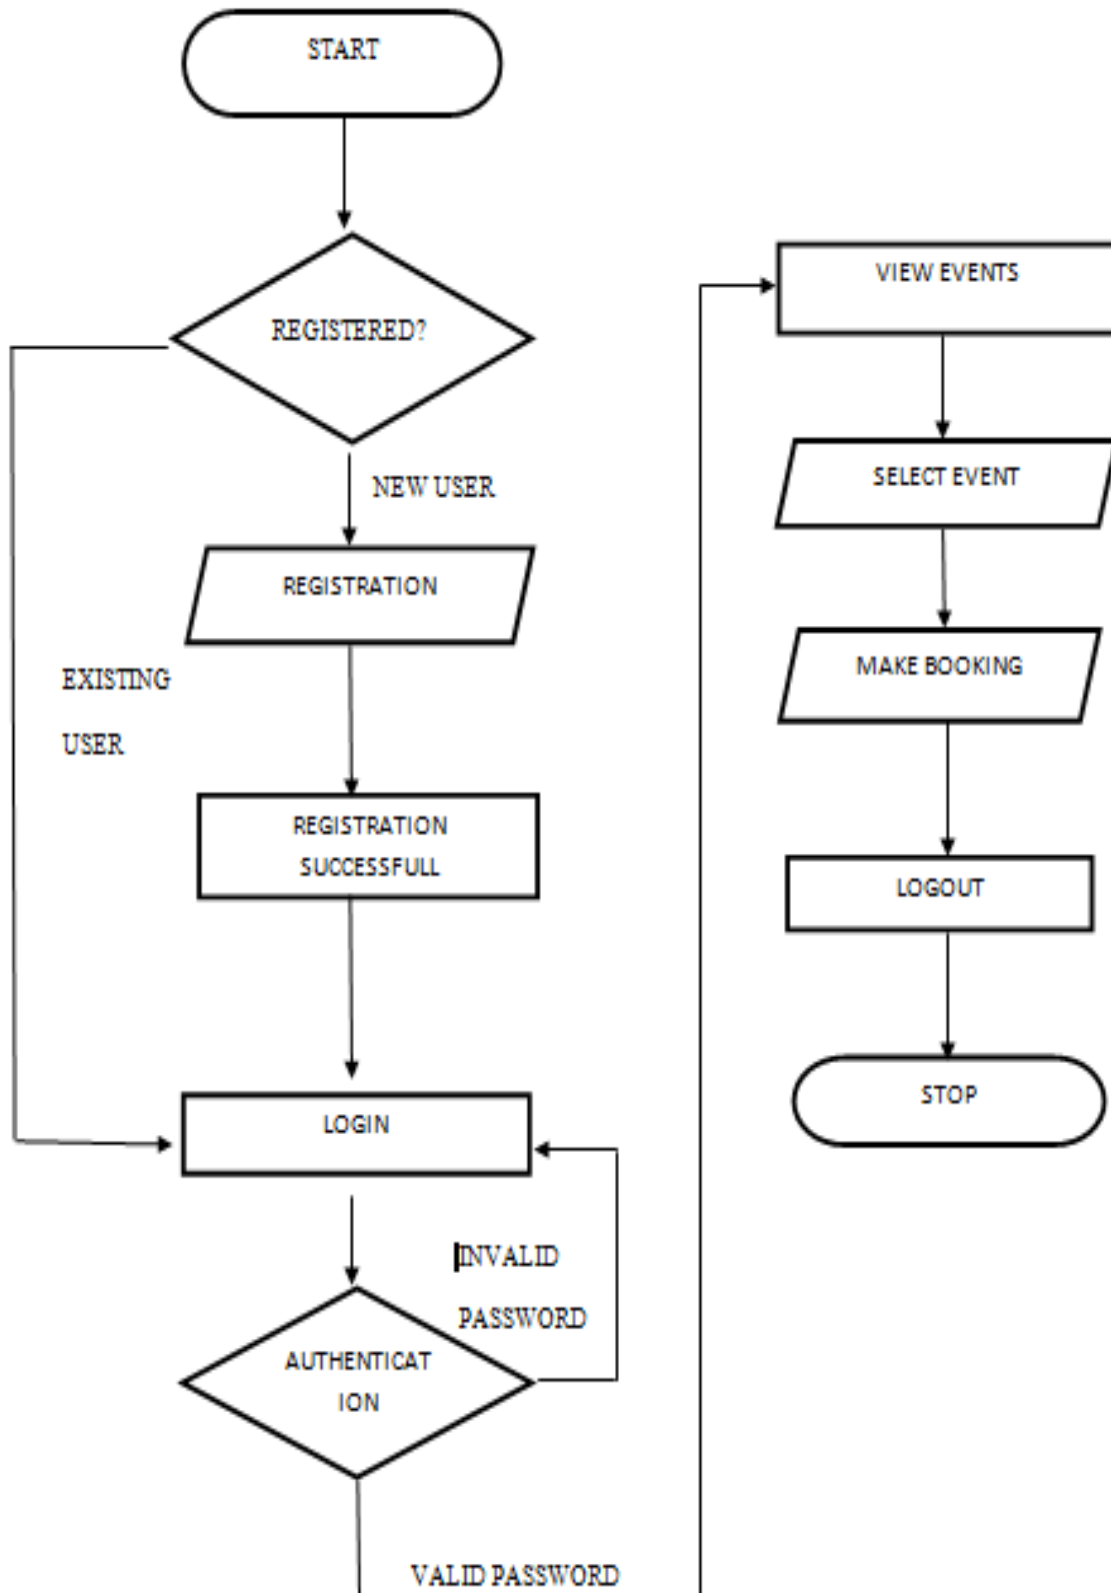 START
REGISTERED?
NEW USER
REGISTRATION
EXISTING
USER
REGISTRATION
SUCCESSFULL
LOGIN
INVALID
PASSWORD
AUTHENTICAT
ION
VALID PASSWORD
VIEW EVENTS
SELECT EVENT
MAKE BOOKING
LOGOUT
STOP